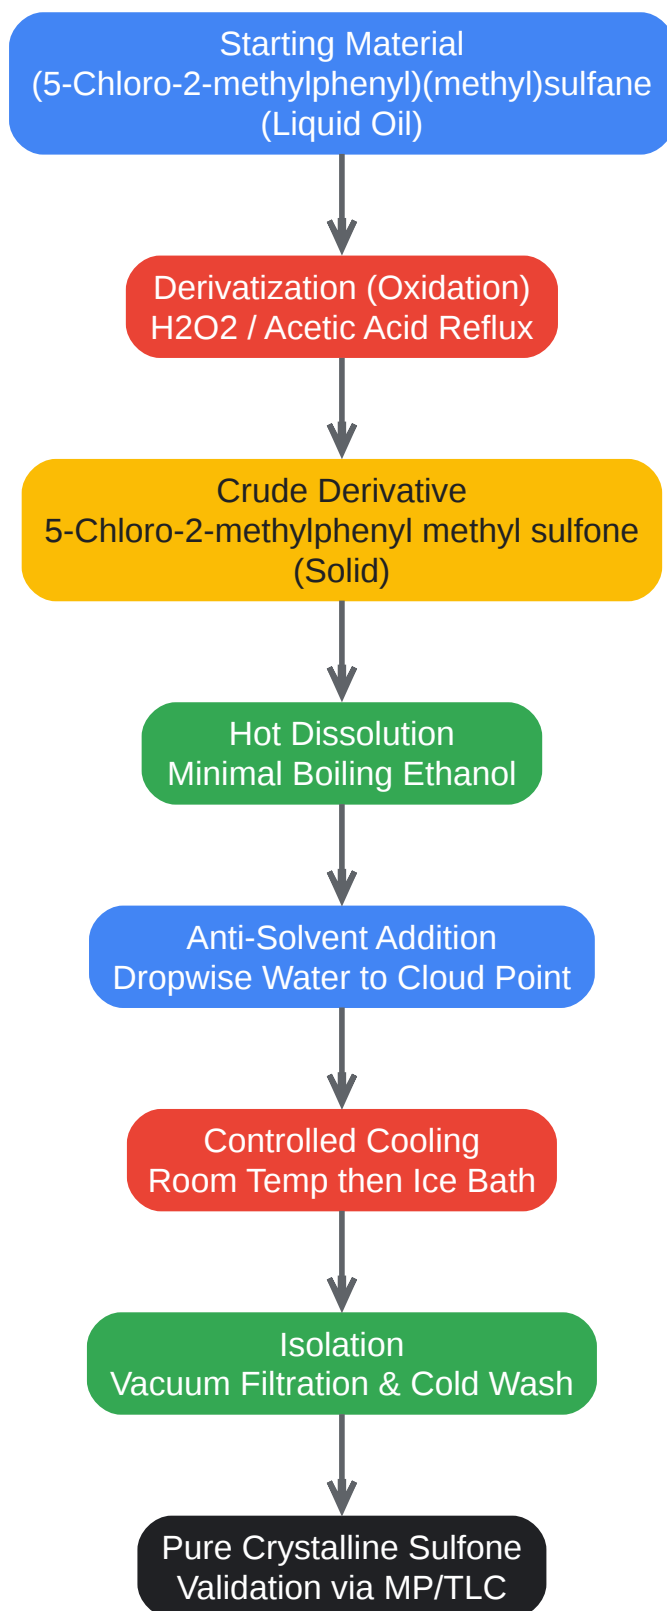 Starting Material
(5-Chloro-2-methylphenyl)(methyl)sulfane
(Liquid Oil)
Derivatization (Oxidation)
H2O2 / Acetic Acid Reflux
Crude Derivative
5-Chloro-2-methylphenyl methyl sulfone
(Solid)
Hot Dissolution
Minimal Boiling Ethanol
Anti-Solvent Addition
Dropwise Water to Cloud Point
Controlled Cooling
Room Temp then Ice Bath
Isolation
Vacuum Filtration & Cold Wash
Pure Crystalline Sulfone
Validation via MP/TLC